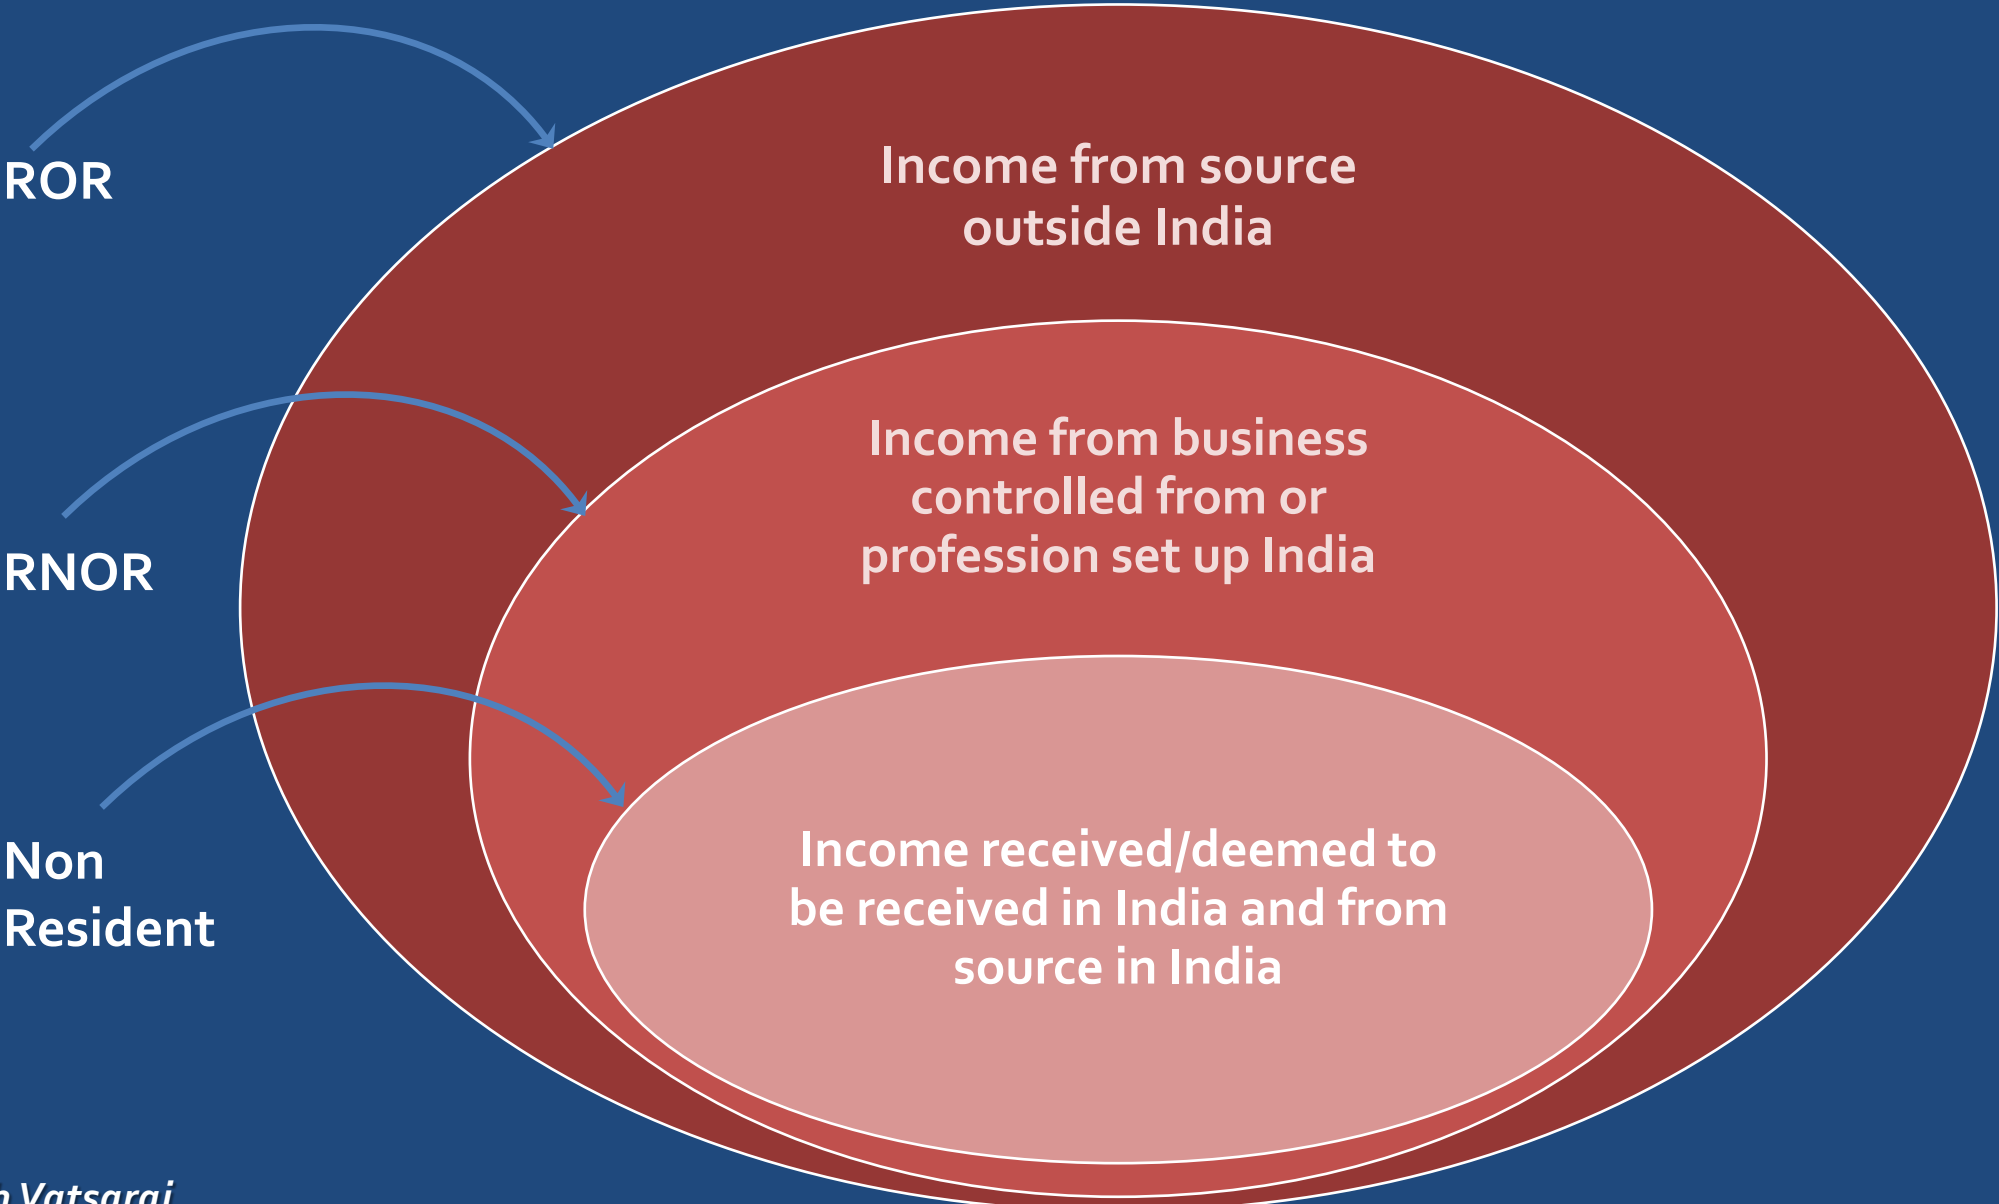 ROR
Income from source
outside India
RNOR
Income from business
controlled from or
profession set up India
Non
Resident
Income received/deemed to
be received in India and from
source in India
Vatsaraj